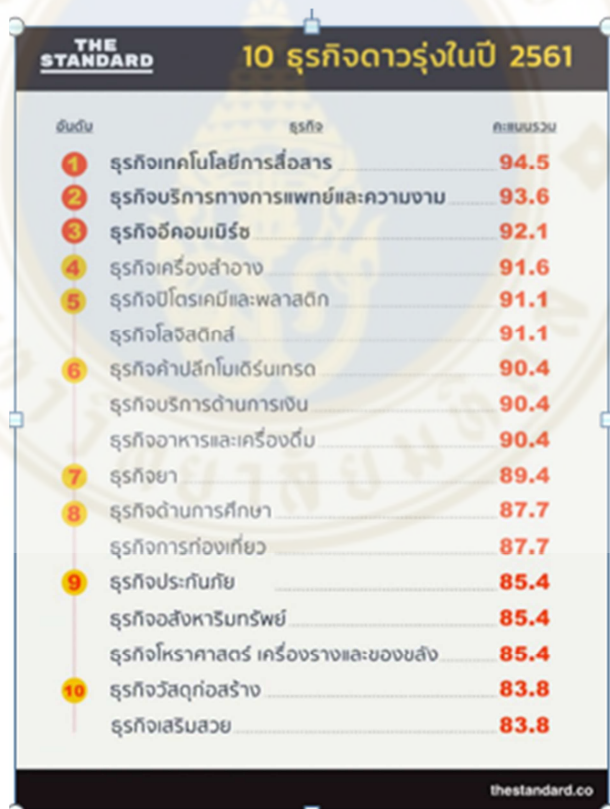 THE
STANDARD
10 ธุรกิจดาวรุ่งในปี 2561
อันดับ ธุรกิจ คะแนนรวม
1 ธุรกิจเทคโนโลยีการสื่อสาร 94.5
2 ธุรกิจบริการทางการแพทย์และความงาม 93.6
3 ธุรกิจอีคอมเมิร์ซ 92.1
4 ธุรกิจเครื่องสำอาง 91.6
5 ธุรกิจปิโตรเคมีและพลาสติก 91.1
ธุรกิจโลจิสติกส์ 91.1
6 ธุรกิจค้าปลีกโมเดิร์นเทรด 90.4
ธุรกิจบริการด้านการเงิน 90.4
ธุรกิจอาหารและเครื่องดื่ม 90.4
7 ธุรกิจยา 89.4
8 ธุรกิจด้านการศึกษา 87.7
ธุรกิจการท่องเที่ยว 87.7
9 ธุรกิจประกันภัย 85.4
ธุรกิจอสังหาริมทรัพย์ 85.4
ธุรกิจโหราศาสตร์ เครื่องรางและของขลัง 85.4
10 ธุรกิจวัสดุก่อสร้าง 83.8
ธุรกิจเสริมสวย 83.8
thestandard.co